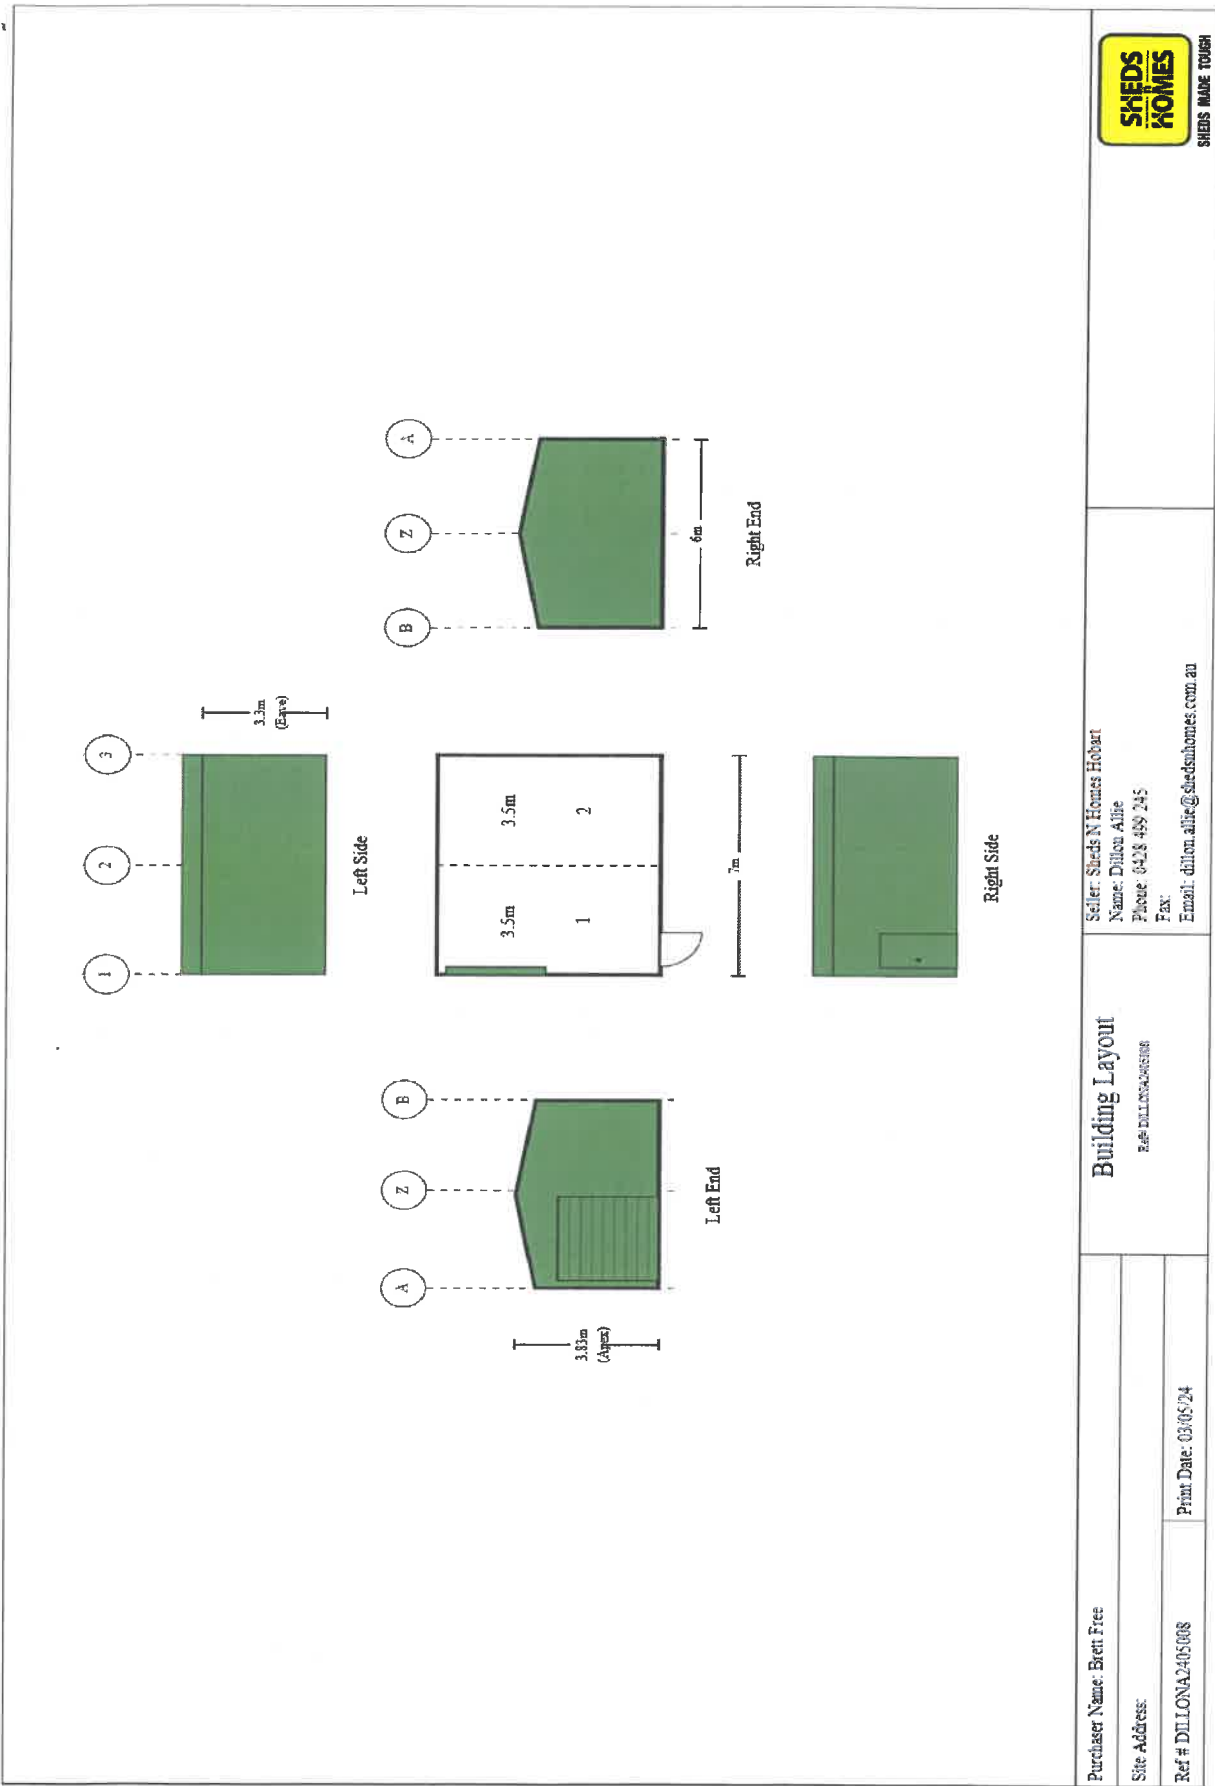 1
2
3
3.3m
(Eave)
Left Side
A
Z
B
3.83m
(Apex)
Left End
3.5m
3.5m
1
2
7m
B
Z
A
6m
Right End
Right Side
Purchaser Name: Brett Free
Site Address:
Ref # DILLONA2405008
Print Date: 03/05/24
Building Layout
Ref# DILLONA2405008
Seller: Sheds N Homes Hobart
Name: Dillon Allie
Phone: 0428 499 245
Fax:
Email: dillon.allie@shedsnhomes.com.au
SHEDS
n
HOMES
SHEDS MADE TOUGH